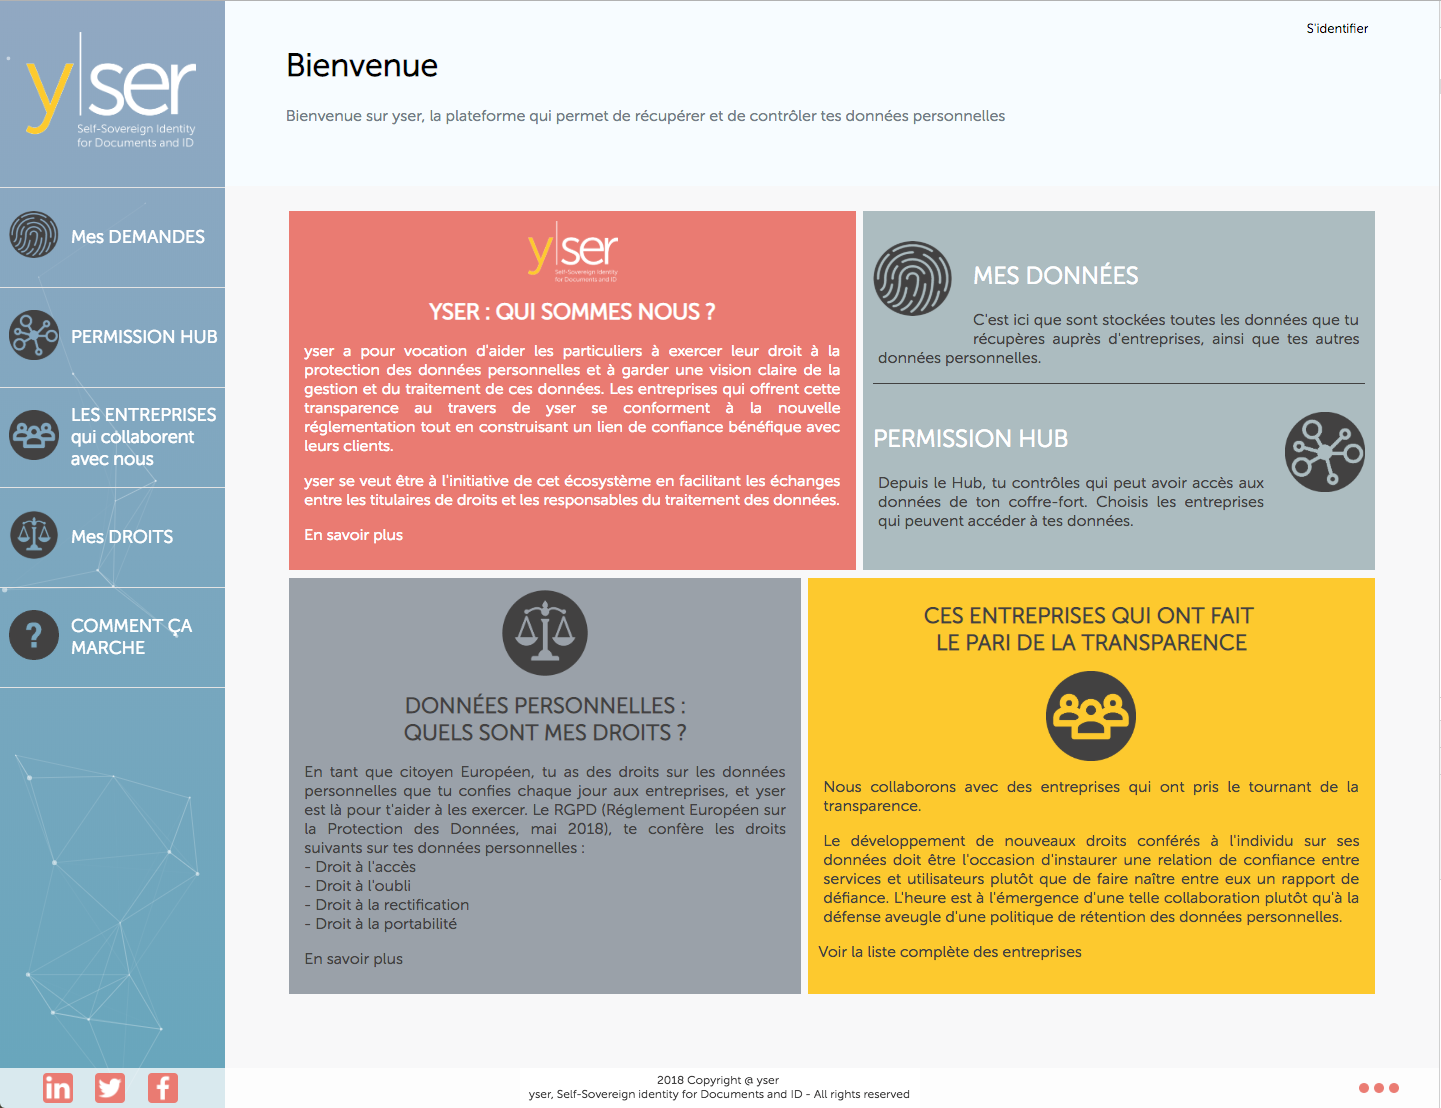 yser
Self-Sovereign Identity
for Documents and ID
Mes DEMANDES
PERMISSION HUB
LES ENTREPRISES
qui collaborent
avec nous
Mes DROITS
?
COMMENT ÇA
MARCHE
in
f
S'identifier
Bienvenue
Bienvenue sur yser, la plateforme qui permet de récupérer et de contrôler tes données personnelles
yser
Self-Sovereign Identity
for Documents and ID
YSER : QUI SOMMES NOUS ?
yser a pour vocation d'aider les particuliers à exercer leur droit à la
protection des données personnelles et à garder une vision claire de la
gestion et du traitement de ces données. Les entreprises qui offrent cette
transparence au travers de yser se conforment à la nouvelle
réglementation tout en construisant un lien de confiance bénéfique avec
leurs clients.
yser se veut être à l'initiative de cet écosystème en facilitant les échanges
entre les titulaires de droits et les responsables du traitement des données.
En savoir plus
MES DONNÉES
C'est ici que sont stockées toutes les données que tu
récupères auprès d'entreprises, ainsi que tes autres
données personnelles.
PERMISSION HUB
Depuis le Hub, tu contrôles qui peut avoir accès aux
données de ton coffre-fort. Choisis les entreprises
qui peuvent accéder à tes données.
DONNÉES PERSONNELLES :
QUELS SONT MES DROITS ?
En tant que citoyen Européen, tu as des droits sur les données
personnelles que tu confies chaque jour aux entreprises, et yser
est là pour t'aider à les exercer. Le RGPD (Réglement Européen sur
la Protection des Données, mai 2018), te confère les droits
suivants sur tes données personnelles :
- Droit à l'accès
- Droit à l'oubli
- Droit à la rectification
- Droit à la portabilité
En savoir plus
CES ENTREPRISES QUI ONT FAIT
LE PARI DE LA TRANSPARENCE
Nous collaborons avec des entreprises qui ont pris le tournant de la
transparence.
Le développement de nouveaux droits conférés à l'individu sur ses
données doit être l'occasion d'instaurer une relation de confiance entre
services et utilisateurs plutôt que de faire naître entre eux un rapport de
défiance. L'heure est à l'émergence d'une telle collaboration plutôt qu'à la
défense aveugle d'une politique de rétention des données personnelles.
Voir la liste complète des entreprises
2018 Copyright @ yser
yser, Self-Sovereign identity for Documents and ID - All rights reserved